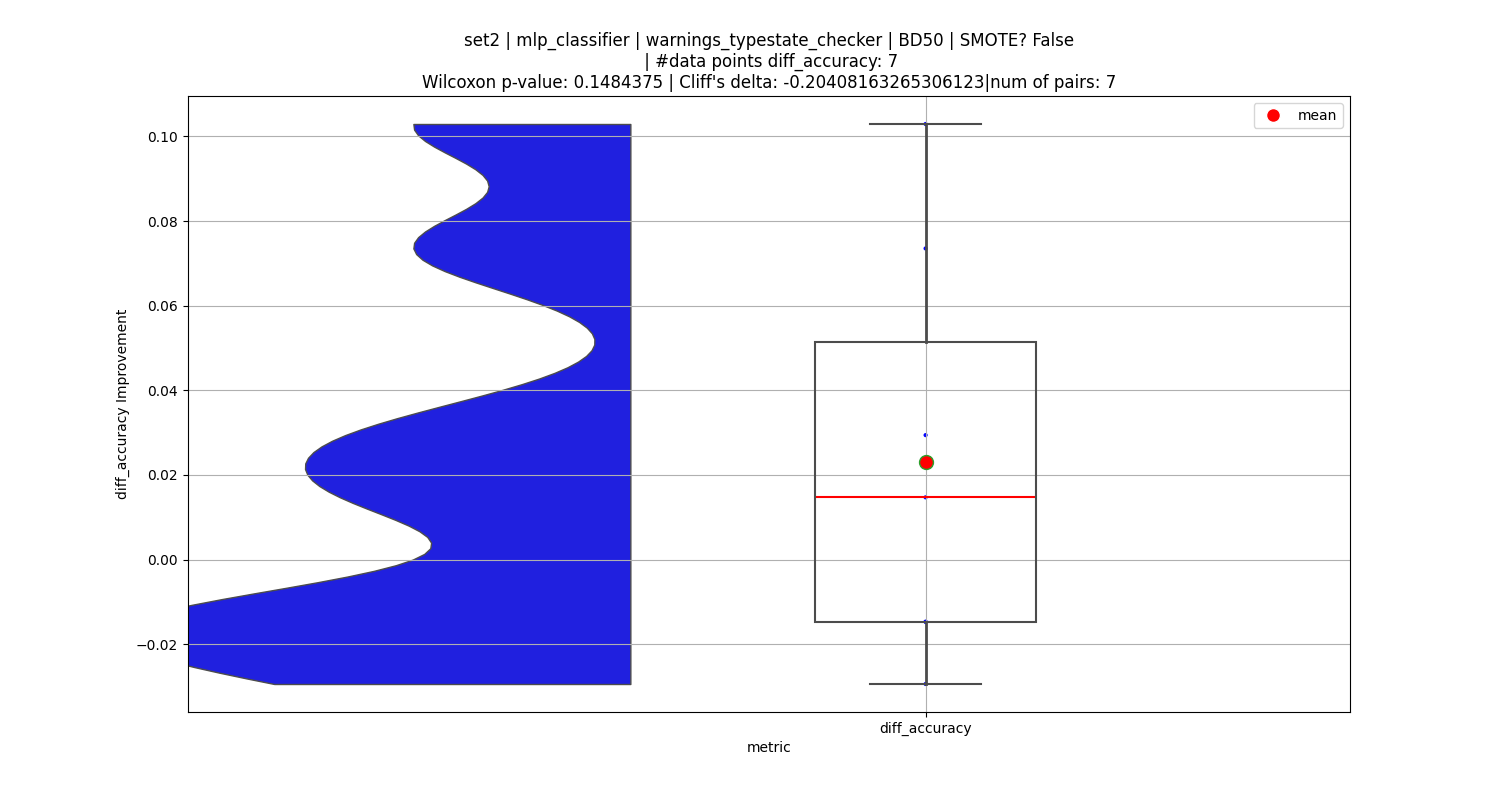 set2 | mlp_classifier | warnings_typestate_checker | BD50 | SMOTE? False
| #data points diff_accuracy: 7
Wilcoxon p-value: 0.1484375 | Cliff's delta: -0.20408163265306123|num of pairs: 7
mean
0.10
0.08
0.06
0.04
0.02
0.00
−0.02
diff_accuracy Improvement
diff_accuracy
metric